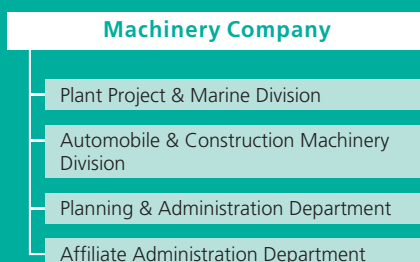 Machinery Company
Plant Project & Marine Division
Automobile & Construction Machinery
Division
Planning & Administration Department
Affiliate Administration Department